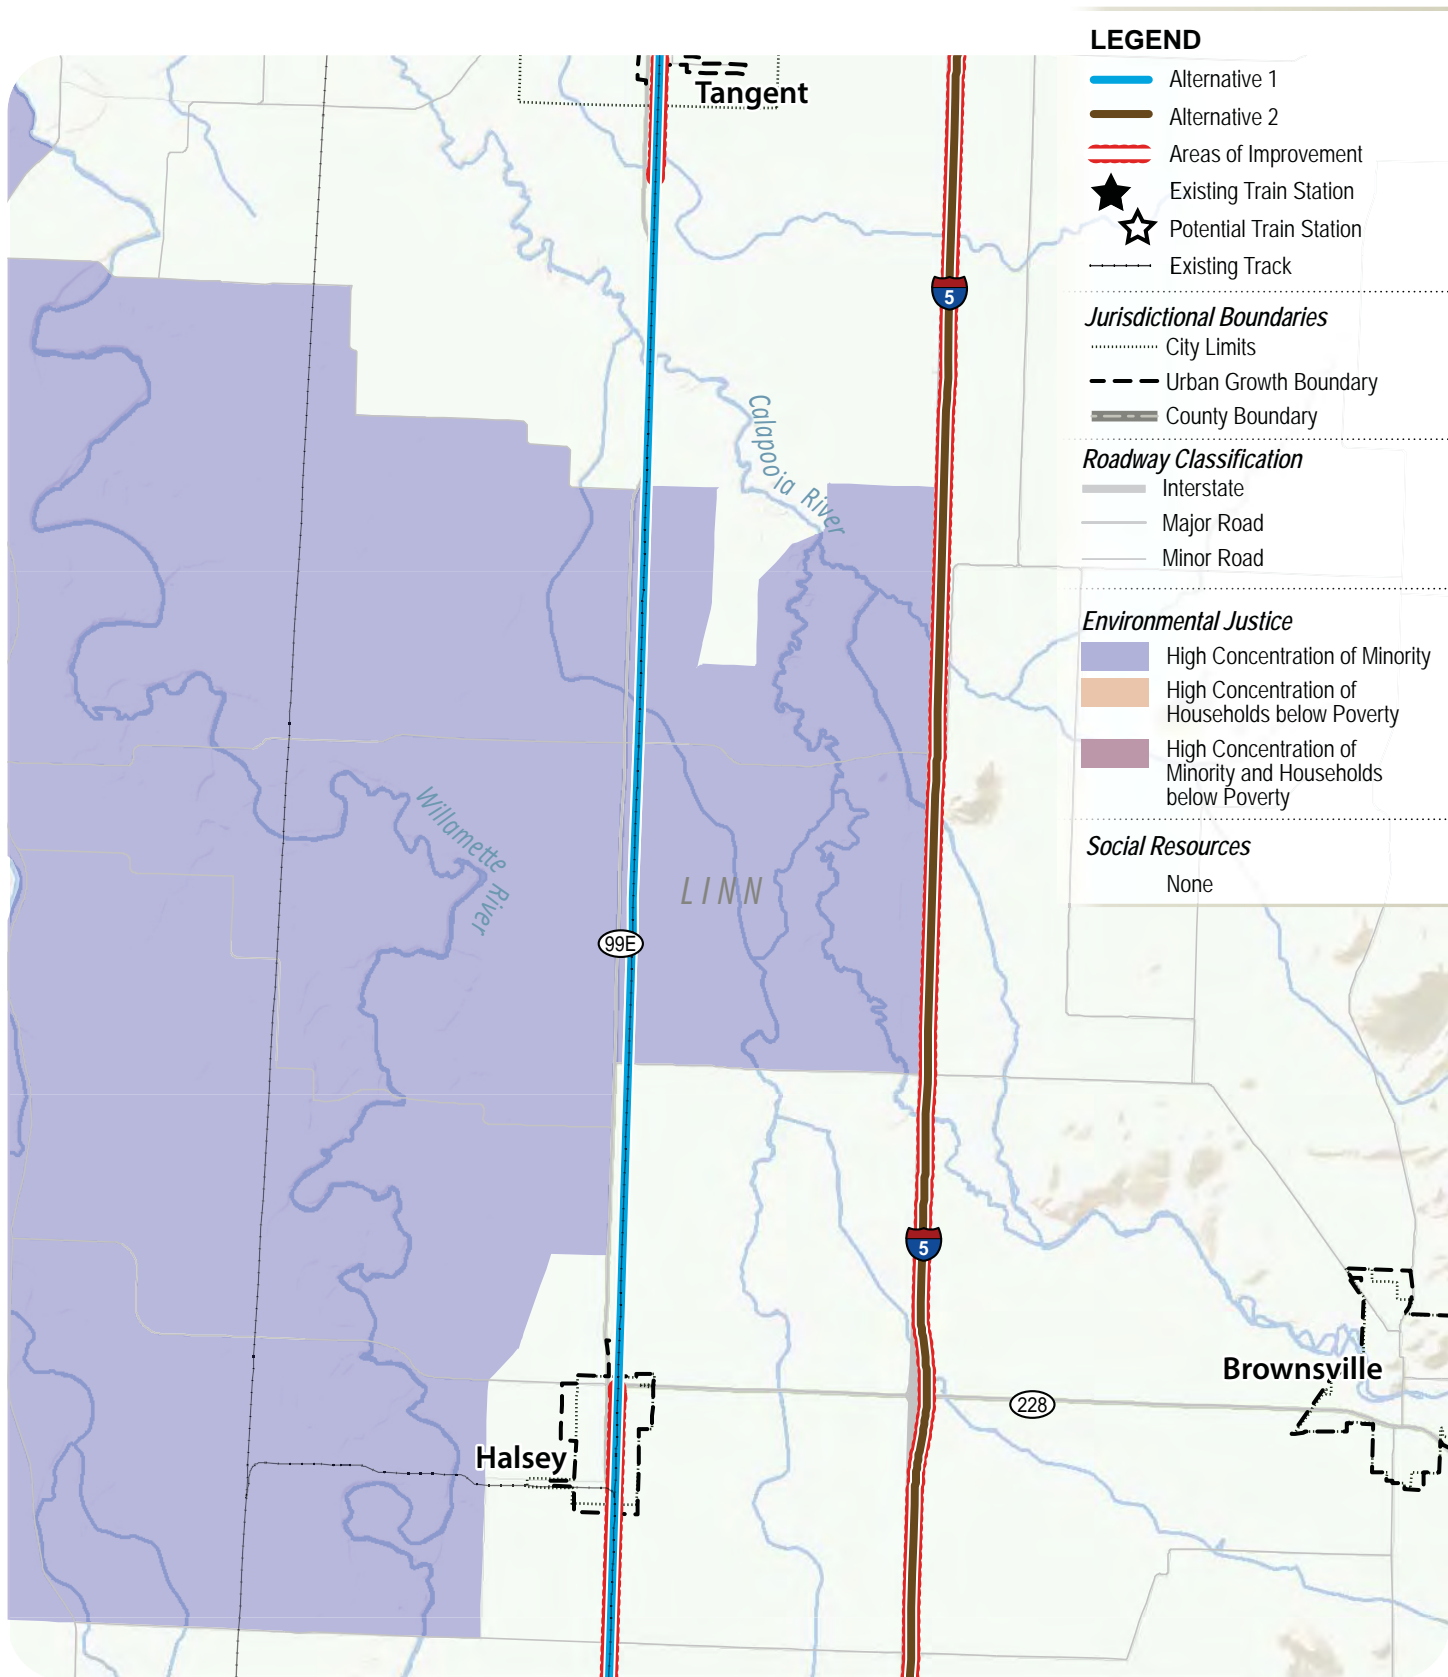 LEGEND
Alternative 1
Alternative 2
Areas of Improvement
Existing Train Station
Potential Train Station
Existing Track
Jurisdictional Boundaries
City Limits
Urban Growth Boundary
County Boundary
Roadway Classification
Interstate
Major Road
Minor Road
Environmental Justice
High Concentration of Minority
High Concentration of
Households below Poverty
High Concentration of
Minority and Households
below Poverty
Social Resources
None
Tangent
5
Calapooia River
Willamette River
LINN
99E
5
Brownsville
228
Halsey